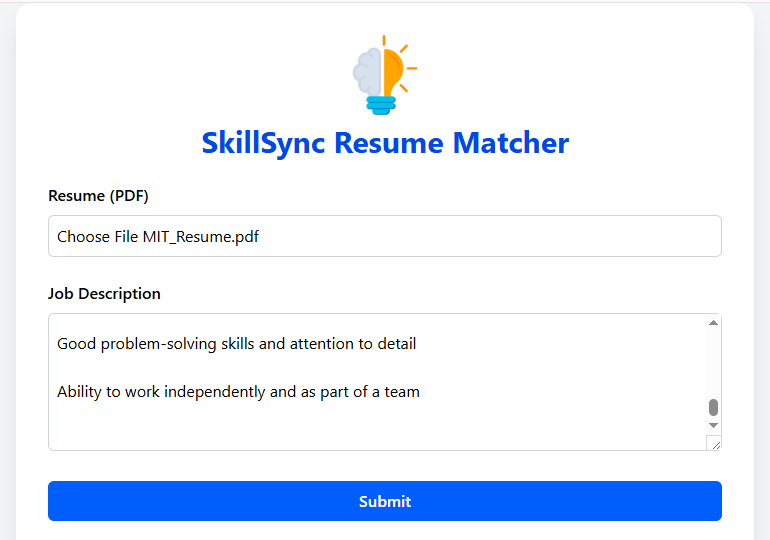 SkillSync Resume Matcher
Resume (PDF)
Choose File MIT_Resume.pdf
Job Description
Good problem-solving skills and attention to detail
Ability to work independently and as part of a team
Submit